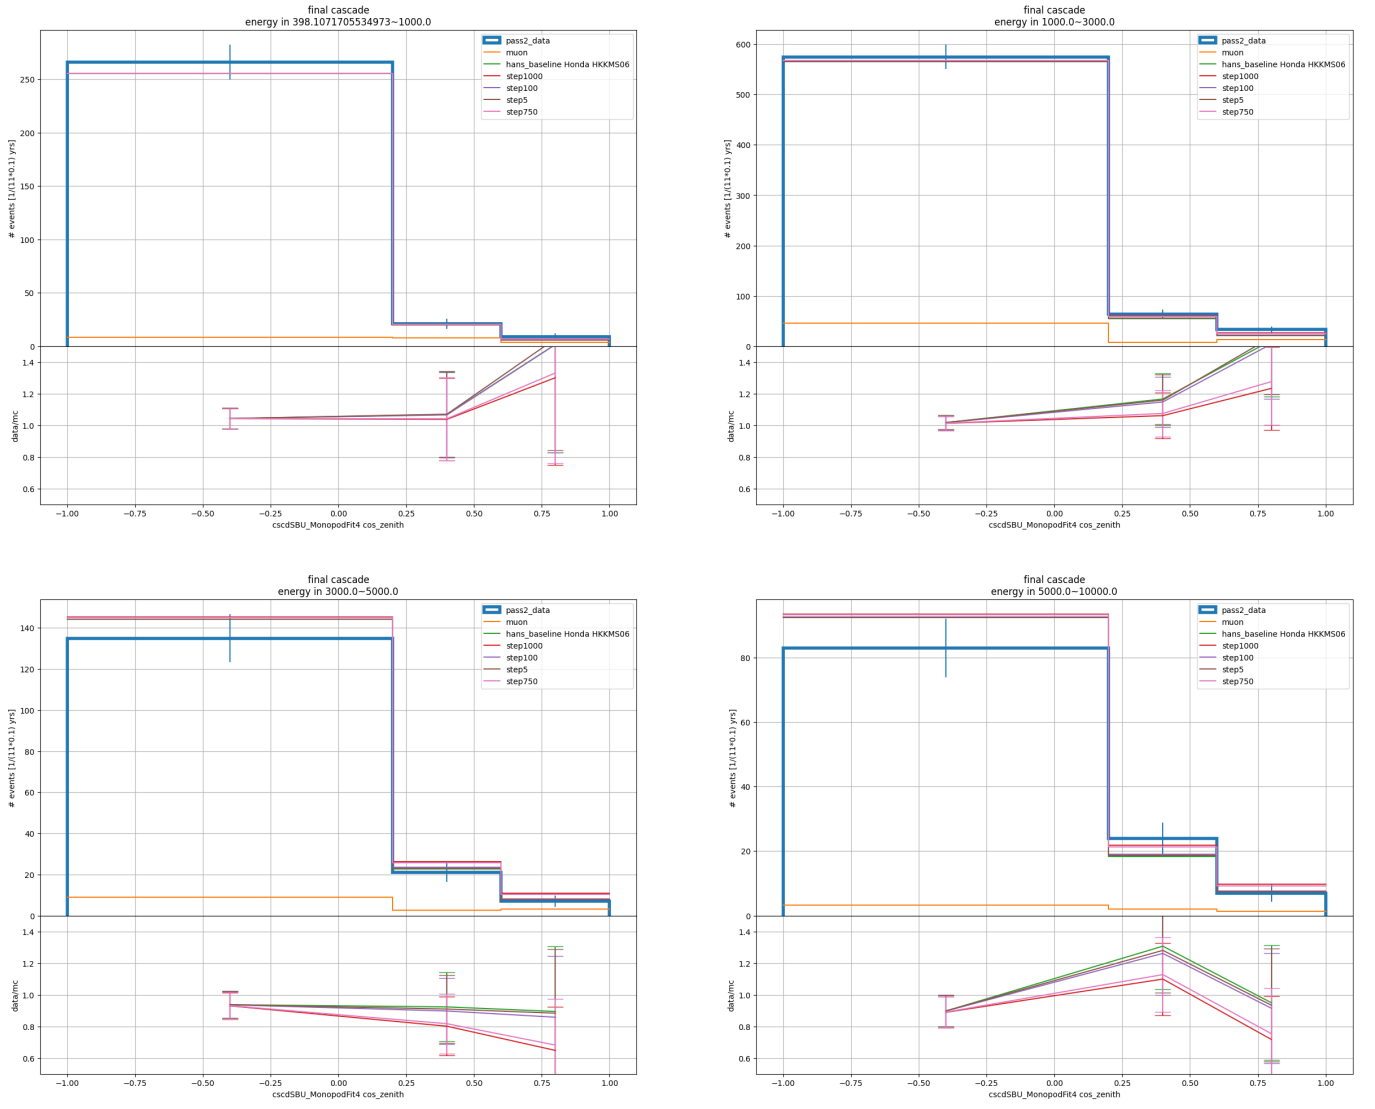 final cascade
energy in 398.1071705534973~1000.0
# events [1/(11*0.1) yrs]
250
200
150
100
50
0
pass2_data
muon
hans_baseline Honda HKKMS06
step1000
step100
step5
step750
data/mc
1.4
1.2
1.0
0.8
0.6
−1.00 −0.75 −0.50 −0.25 0.00 0.25 0.50 0.75 1.00
cscdSBU_MonopodFit4 cos_zenith
final cascade
energy in 1000.0~3000.0
# events [1/(11*0.1) yrs]
600
500
400
300
200
100
0
pass2_data
muon
hans_baseline Honda HKKMS06
step1000
step100
step5
step750
data/mc
1.4
1.2
1.0
0.8
0.6
−1.00 −0.75 −0.50 −0.25 0.00 0.25 0.50 0.75 1.00
cscdSBU_MonopodFit4 cos_zenith
final cascade
energy in 3000.0~5000.0
# events [1/(11*0.1) yrs]
140
120
100
80
60
40
20
0
pass2_data
muon
hans_baseline Honda HKKMS06
step1000
step100
step5
step750
data/mc
1.4
1.2
1.0
0.8
0.6
−1.00 −0.75 −0.50 −0.25 0.00 0.25 0.50 0.75 1.00
cscdSBU_MonopodFit4 cos_zenith
final cascade
energy in 5000.0~10000.0
# events [1/(11*0.1) yrs]
80
60
40
20
0
pass2_data
muon
hans_baseline Honda HKKMS06
step1000
step100
step5
step750
data/mc
1.4
1.2
1.0
0.8
0.6
−1.00 −0.75 −0.50 −0.25 0.00 0.25 0.50 0.75 1.00
cscdSBU_MonopodFit4 cos_zenith